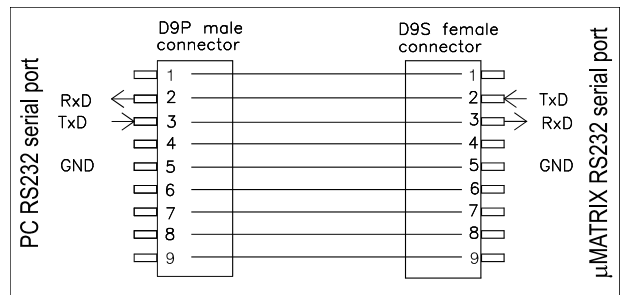 D9P male
connector
D9S female
connector
PC RS232 serial port
RxD
TxD
GND
1
2
3
4
5
6
7
8
9
1
2
3
4
5
6
7
8
9
TxD
RxD
GND
µMATRIX RS232 serial port